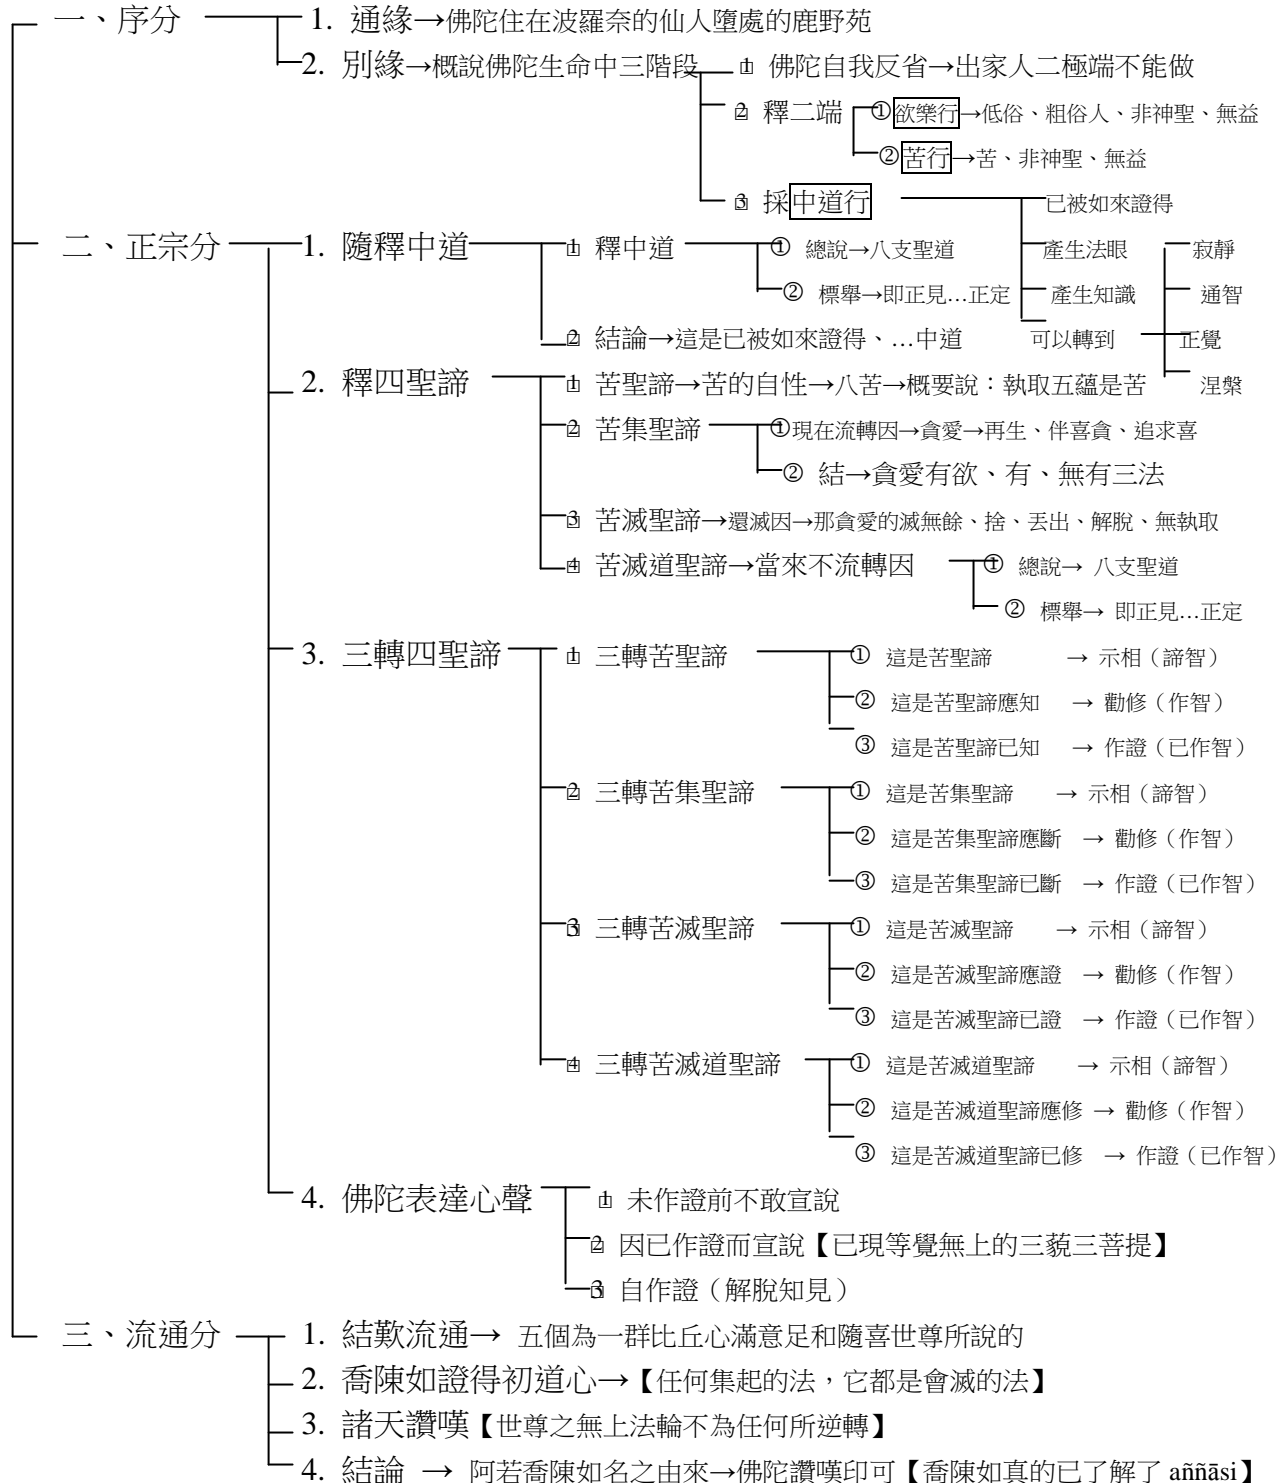 一、序分 1. 通緣→佛陀住在波羅奈的仙人墮處的鹿野苑
2. 別緣→概說佛陀生命中三階段 1 佛陀自我反省→出家人二極端不能做
2 釋二端 ①欲樂行→低俗、粗俗人、非神聖、無益
②苦行→苦、非神聖、無益
3 採中道行 已被如來證得
二、正宗分 1. 隨釋中道 1 釋中道 ① 總說→八支聖道 產生法眼 寂靜
② 標舉→即正見…正定 產生知識 通智
2 結論→這是已被如來證得、…中道 可以轉到 正覺
2. 釋四聖諦 1 苦聖諦→苦的自性→八苦→概要說：執取五蘊是苦 涅槃
2 苦集聖諦 ①現在流轉因→貪愛→再生、伴喜貪、追求喜
② 結→貪愛有欲、有、無有三法
3 苦滅聖諦→還滅因→那貪愛的滅無餘、捨、丟出、解脫、無執取
4 苦滅道聖諦→當來不流轉因 ① 總說→ 八支聖道
② 標舉→ 即正見…正定
3. 三轉四聖諦 1 三轉苦聖諦 ① 這是苦聖諦 → 示相（諦智）
② 這是苦聖諦應知 → 勸修（作智）
③ 這是苦聖諦已知 → 作證（已作智）
2 三轉苦集聖諦 ① 這是苦集聖諦 → 示相（諦智）
② 這是苦集聖諦應斷 → 勸修（作智）
③ 這是苦集聖諦已斷 → 作證（已作智）
3 三轉苦滅聖諦 ① 這是苦滅聖諦 → 示相（諦智）
② 這是苦滅聖諦應證 → 勸修（作智）
③ 這是苦滅聖諦已證 → 作證（已作智）
4 三轉苦滅道聖諦 ① 這是苦滅道聖諦 → 示相（諦智）
② 這是苦滅道聖諦應修 → 勸修（作智）
③ 這是苦滅道聖諦已修 → 作證（已作智）
4. 佛陀表達心聲 1 未作證前不敢宣說
2 因已作證而宣說【已現等覺無上的三藐三菩提】
3 自作證（解脫知見）
三、流通分 1. 結歎流通→ 五個為一群比丘心滿意足和隨喜世尊所說的
2. 喬陳如證得初道心→【任何集起的法，它都是會滅的法】
3. 諸天讚嘆【世尊之無上法輪不為任何所逆轉】
4. 結論 → 阿若喬陳如名之由來→佛陀讚嘆印可【喬陳如真的已了解了 aññāsi】